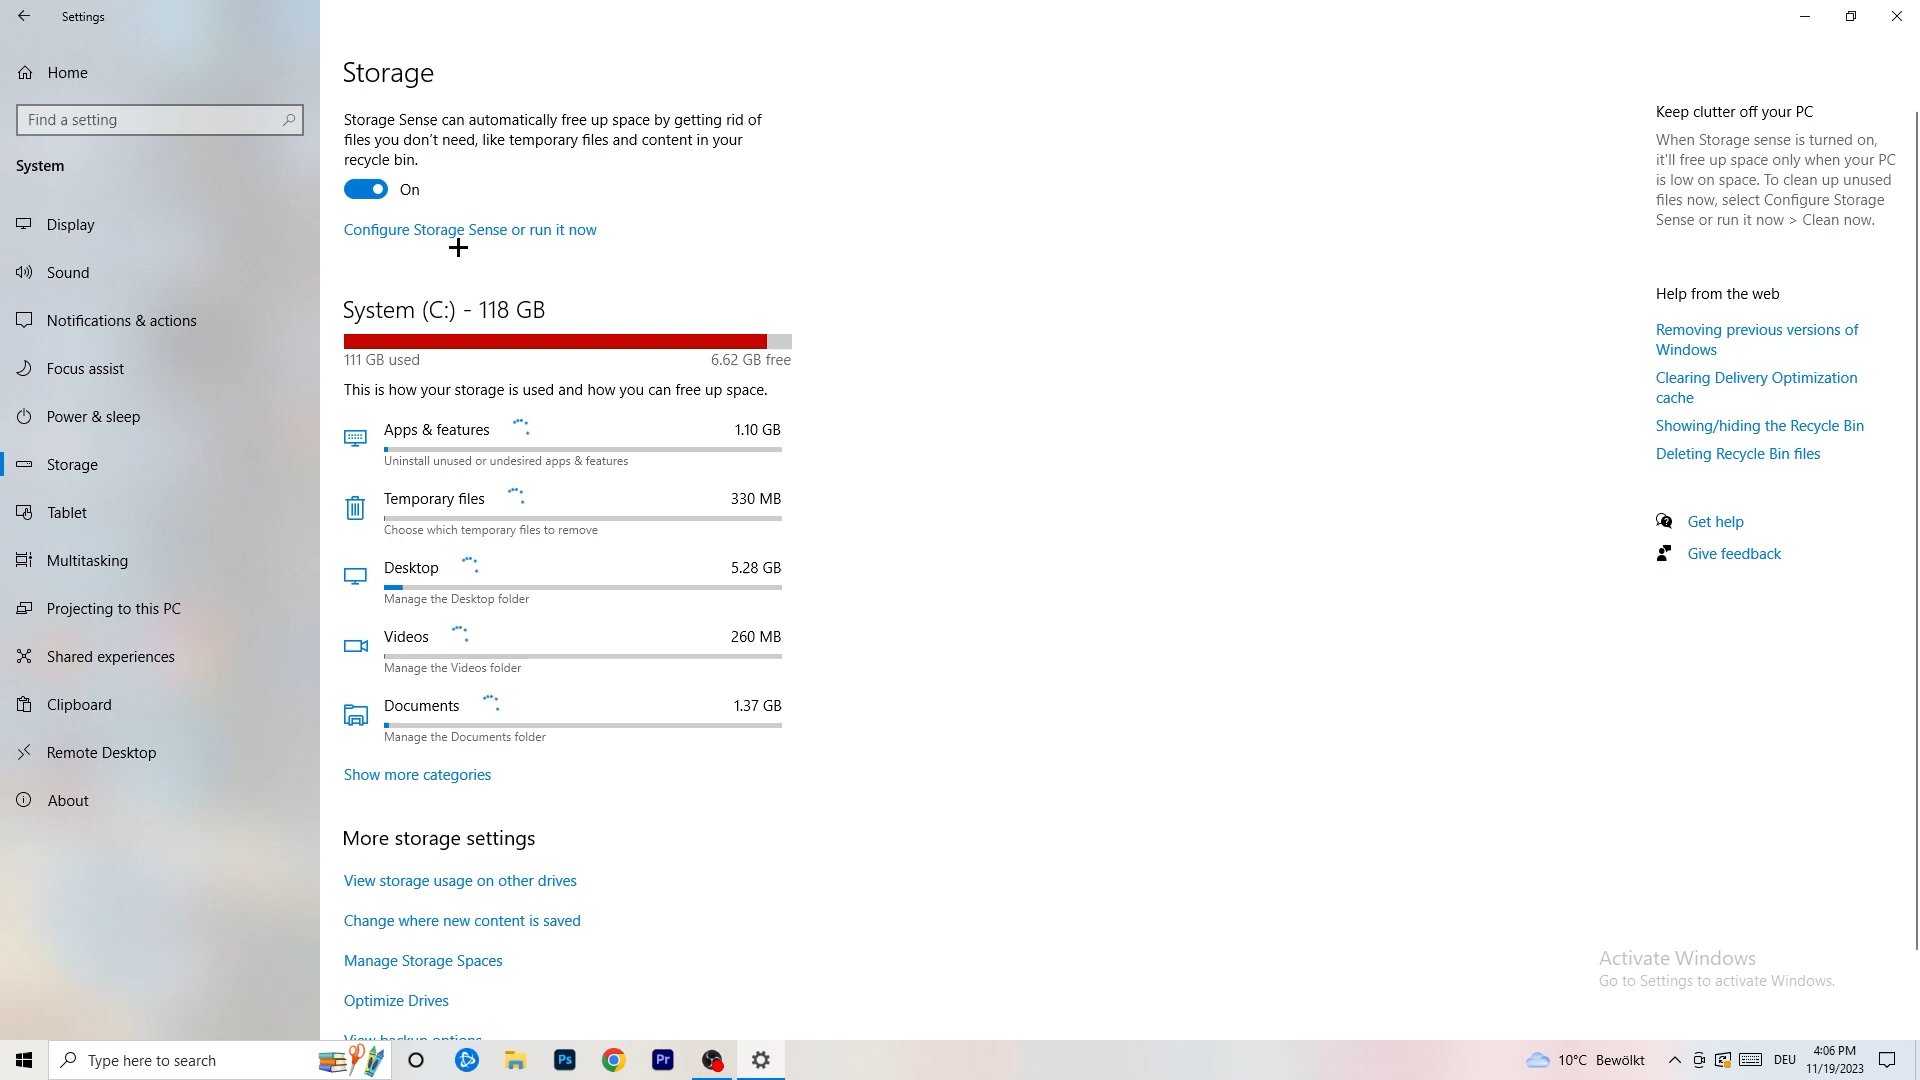 Settings
Home
Find a setting
System
Display
Sound
Notifications & actions
Focus assist
Power & sleep
Storage
Tablet
Multitasking
Projecting to this PC
Shared experiences
Clipboard
Remote Desktop
About
Storage
Storage Sense can automatically free up space by getting rid of
files you don't need, like temporary files and content in your
recycle bin.
On
Configure Storage Sense or run it now
System (C:) - 118 GB
111 GB used
6.62 GB free
This is how your storage is used and how you can free up space.
Apps & features
1.10 GB
Uninstall unused or undesired apps & features
Temporary files
330 MB
Choose which temporary files to remove
Desktop
5.28 GB
Manage the Desktop folder
Videos
260 MB
Manage the Videos folder
Documents
1.37 GB
Manage the Documents folder
Show more categories
More storage settings
View storage usage on other drives
Change where new content is saved
Manage Storage Spaces
Optimize Drives
View backup options
Keep clutter off your PC
When Storage sense is turned on,
it'll free up space only when your PC
is low on space. To clean up unused
files now, select Configure Storage
Sense or run it now > Clean now.
Help from the web
Removing previous versions of
Windows
Clearing Delivery Optimization
cache
Showing/hiding the Recycle Bin
Deleting Recycle Bin files
Get help
Give feedback
Activate Windows
Go to Settings to activate Windows.
Type here to search
Ps
Pr
10°C Bewölkt
DEU
4:06 PM
11/19/2023